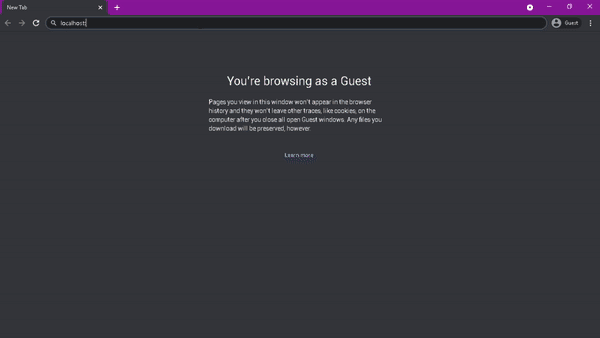 New Tab
localhost:
Guest
You're browsing as a Guest
Pages you view in this window won't appear in the browser
history and they won't leave other traces, like cookies, on the
computer after you close all open Guest windows. Any files you
download will be preserved, however.
Learn more